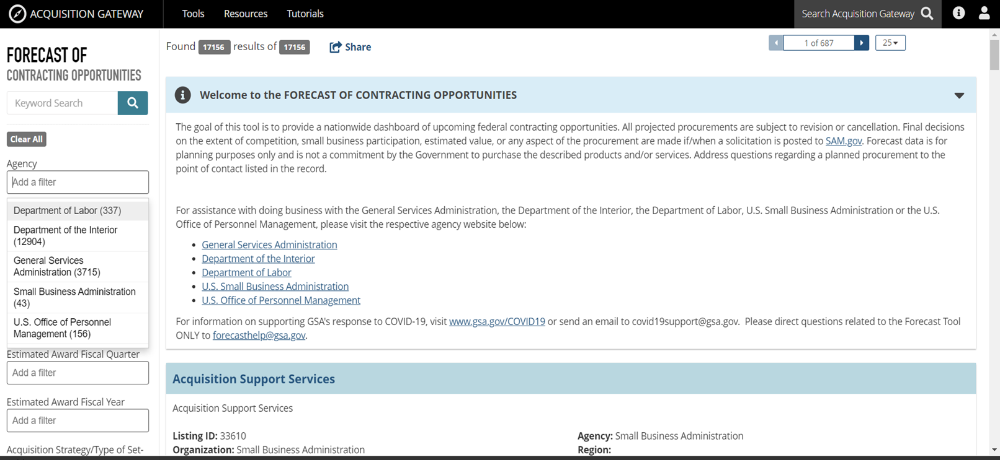 ACQUISITION GATEWAY
Tools
Resources
Tutorials
Search Acquisition Gateway
FORECAST OF
CONTRACTING OPPORTUNITIES
Keyword Search
Clear All
Agency
Add a filter
Department of Labor (337)
Department of the Interior
(12904)
General Services
Administration (3715)
Small Business Administration
(43)
U.S. Office of Personnel
Management (156)
Estimated Award Fiscal Quarter
Add a filter
Estimated Award Fiscal Year
Add a filter
Acquisition Strategy/Type of Set-
Found 17156 results of 17156
Share
1 of 687
25
Welcome to the FORECAST OF CONTRACTING OPPORTUNITIES
The goal of this tool is to provide a nationwide dashboard of upcoming federal contracting opportunities. All projected procurements are subject to revision or cancellation. Final decisions
on the extent of competition, small business participation, estimated value, or any aspect of the procurement are made if/when a solicitation is posted to SAM.gov. Forecast data is for
planning purposes only and is not a commitment by the Government to purchase the described products and/or services. Address questions regarding a planned procurement to the
point of contact listed in the record.
For assistance with doing business with the General Services Administration, the Department of the Interior, the Department of Labor, U.S. Small Business Administration or the U.S.
Office of Personnel Management, please visit the respective agency website below:
• General Services Administration
• Department of the Interior
• Department of Labor
• U.S. Small Business Administration
• U.S. Office of Personnel Management
For information on supporting GSA's response to COVID-19, visit www.gsa.gov/COVID19 or send an email to covid19support@gsa.gov. Please direct questions related to the Forecast Tool
ONLY to forecasthelp@gsa.gov.
Acquisition Support Services
Acquisition Support Services
Listing ID: 33610
Agency: Small Business Administration
Organization: Small Business Administration
Region: